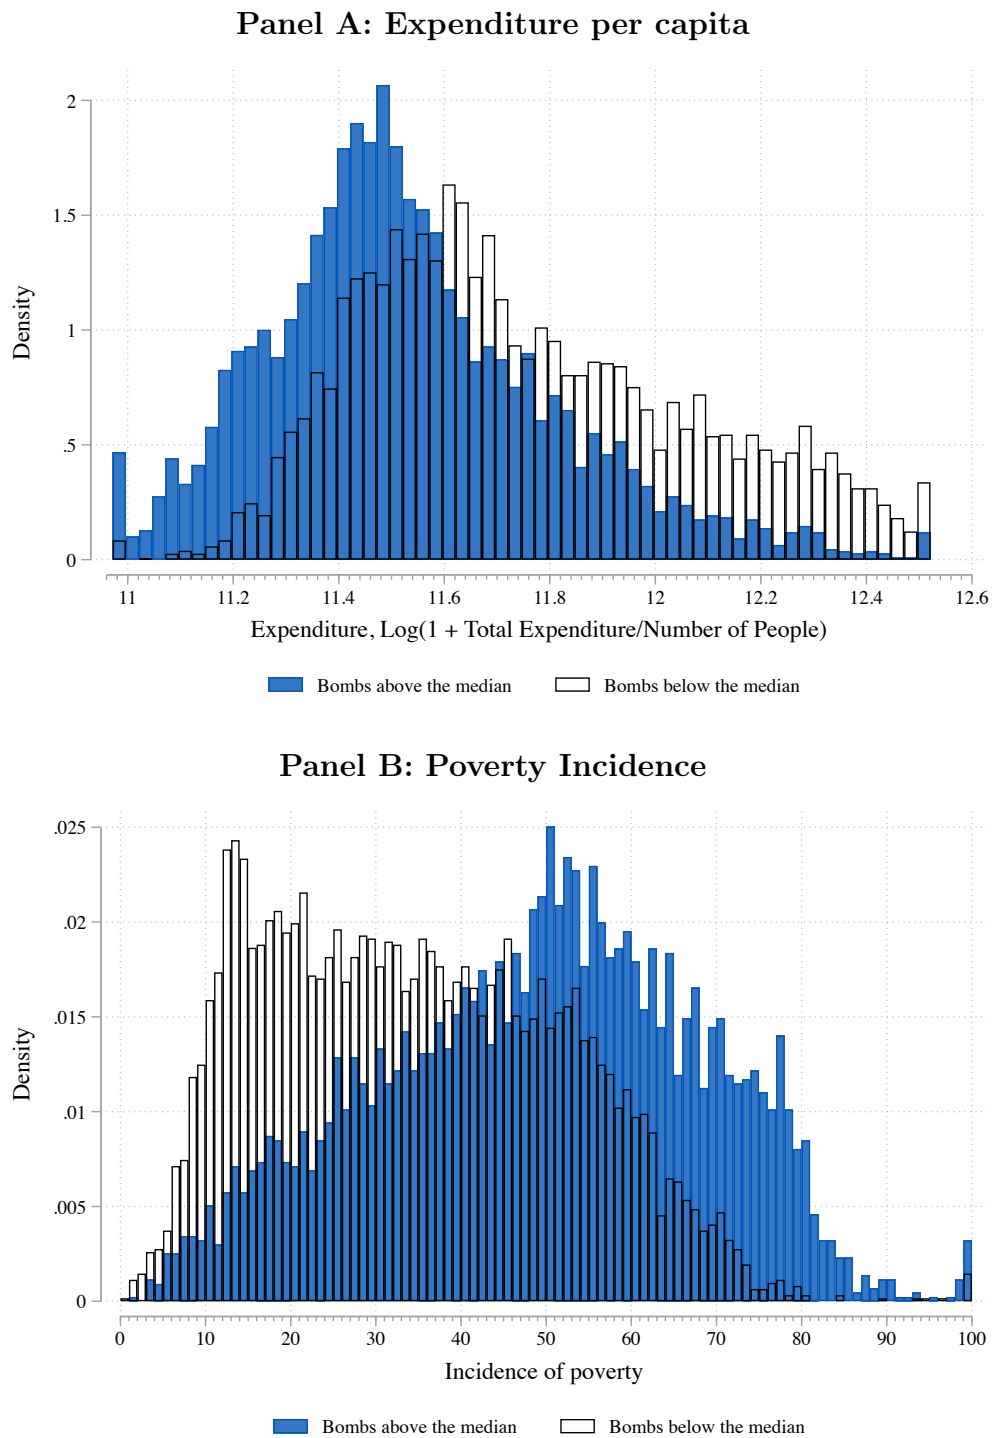 Panel A: Expenditure per capita
2
1.5
1
.5
0
Density
11 11.2 11.4 11.6 11.8 12 12.2 12.4 12.6
Expenditure, Log(1 + Total Expenditure/Number of People)
Bombs above the median Bombs below the median
Panel B: Poverty Incidence
.025
.02
.015
.01
.005
0
Density
0 10 20 30 40 50 60 70 80 90 100
Incidence of poverty
Bombs above the median Bombs below the median